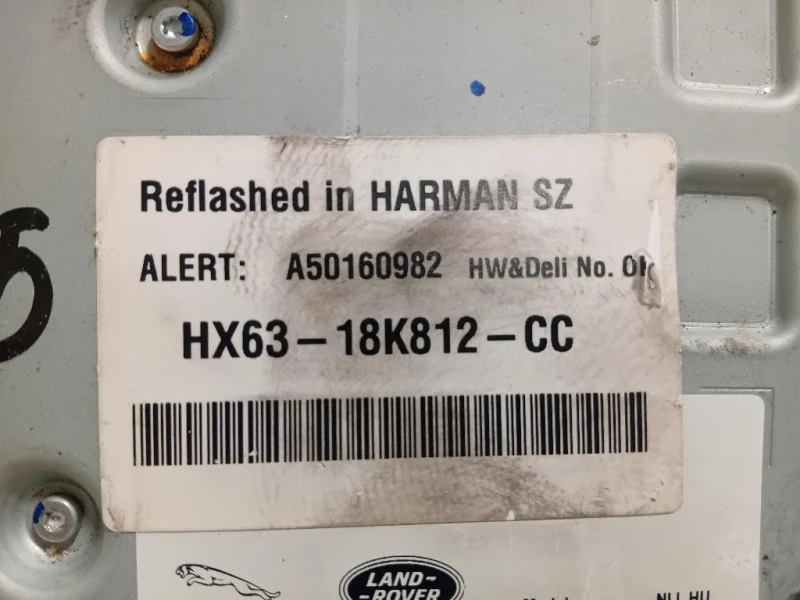 Reflashed in HARMAN SZ
ALERT: A50160982 HW&Deli No. Ok
HX63-18K812-CC
LAND-
-ROVER